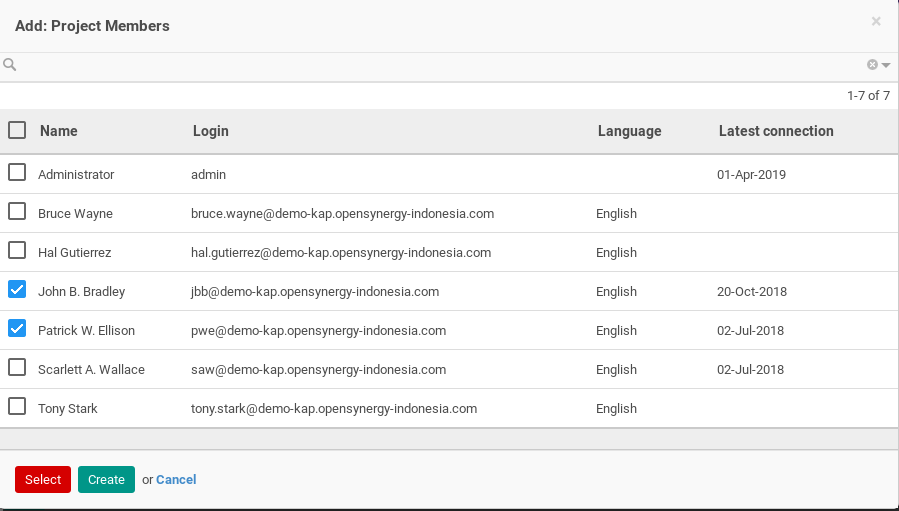 Add: Project Members ×
1-7 of 7
Name Login Language Latest connection
Administrator admin 01-Apr-2019
Bruce Wayne bruce.wayne@demo-kap.opensynergy-indonesia.com English
Hal Gutierrez hal.gutierrez@demo-kap.opensynergy-indonesia.com English
John B. Bradley jbb@demo-kap.opensynergy-indonesia.com English 20-Oct-2018
Patrick W. Ellison pwe@demo-kap.opensynergy-indonesia.com English 02-Jul-2018
Scarlett A. Wallace saw@demo-kap.opensynergy-indonesia.com English 02-Jul-2018
Tony Stark tony.stark@demo-kap.opensynergy-indonesia.com English
Select Create or Cancel